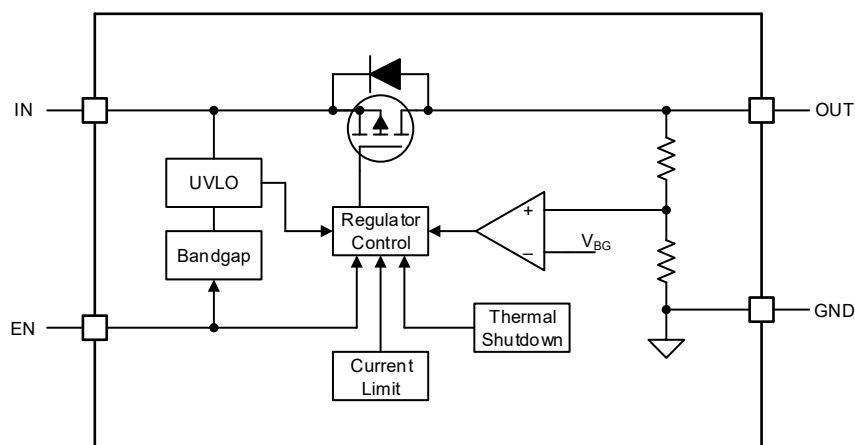 IN
OUT
UVLO
Regulator
Control
+
–
V_BG
Bandgap
EN
GND
Thermal
Shutdown
Current
Limit